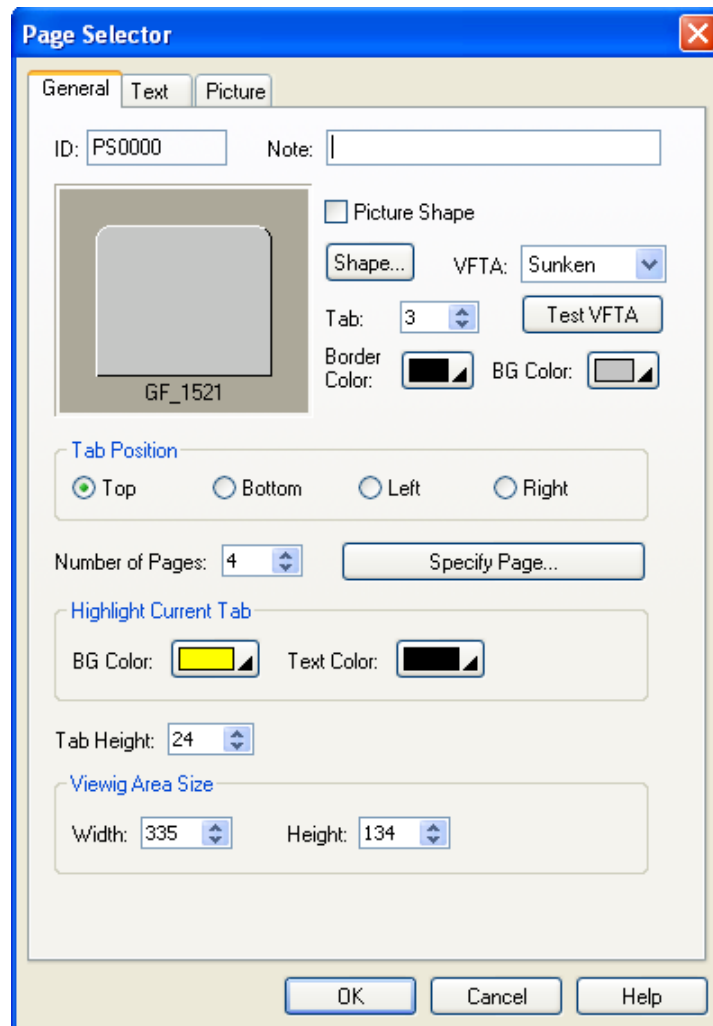 Page Selector
General Text Picture
ID: PS0000 Note:
Picture Shape
Shape... VFTA: Sunken
Tab: 3 Test VFTA
Border
Color: BG Color:
GF_1521
Tab Position
Top Bottom Left Right
Number of Pages: 4 Specify Page...
Highlight Current Tab
BG Color: Text Color:
Tab Height: 24
Viewig Area Size
Width: 335 Height: 134
OK Cancel Help